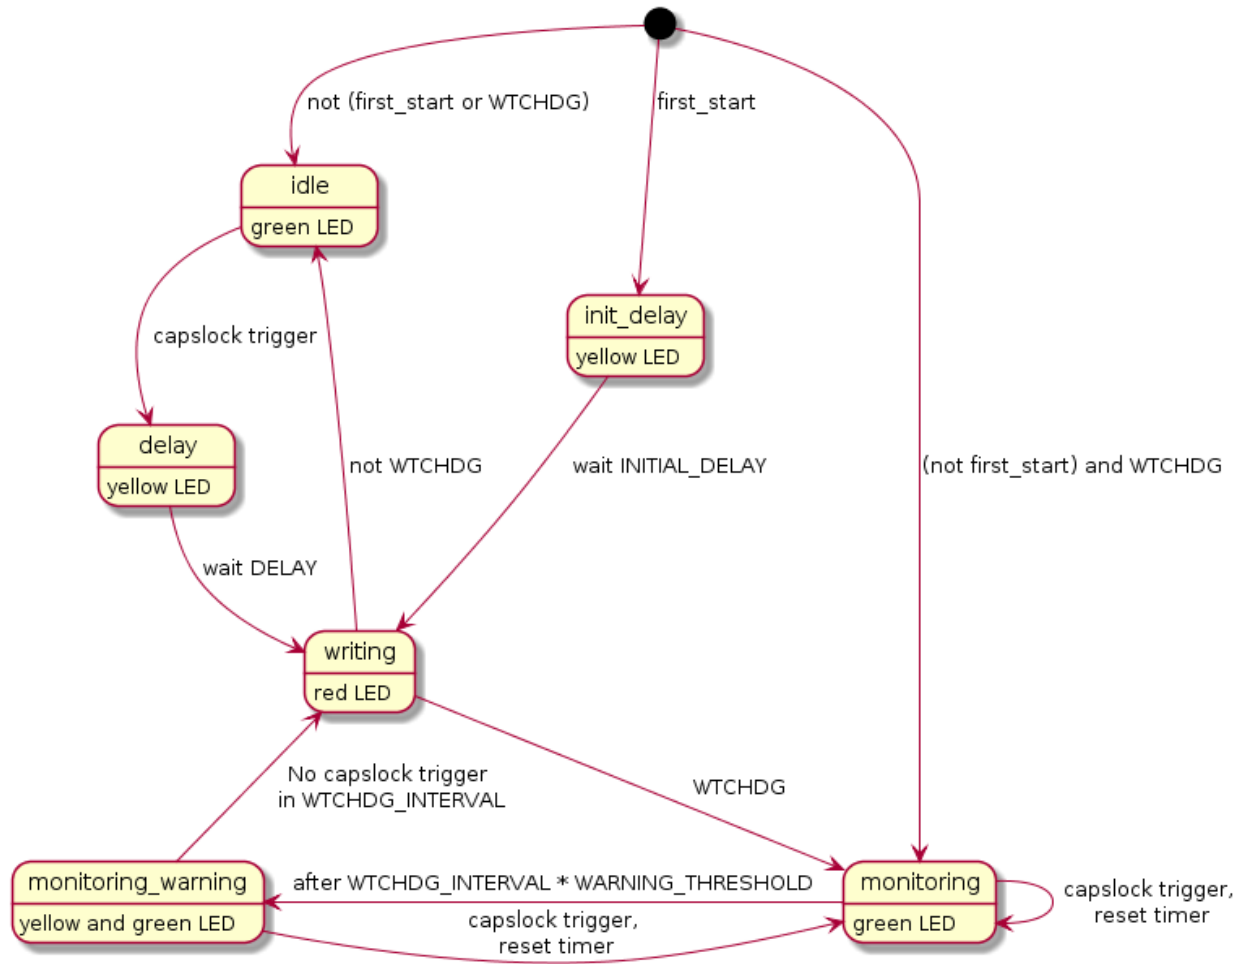 not (first_start or WTCHDG)
first_start
idle
green LED
init_delay
yellow LED
capslock trigger
delay
yellow LED
not WTCHDG
wait INITIAL_DELAY
(not first_start) and WTCHDG
wait DELAY
writing
red LED
No capslock trigger
in WTCHDG_INTERVAL
WTCHDG
monitoring_warning
yellow and green LED
after WTCHDG_INTERVAL * WARNING_THRESHOLD
capslock trigger,
reset timer
monitoring
green LED
capslock trigger,
reset timer